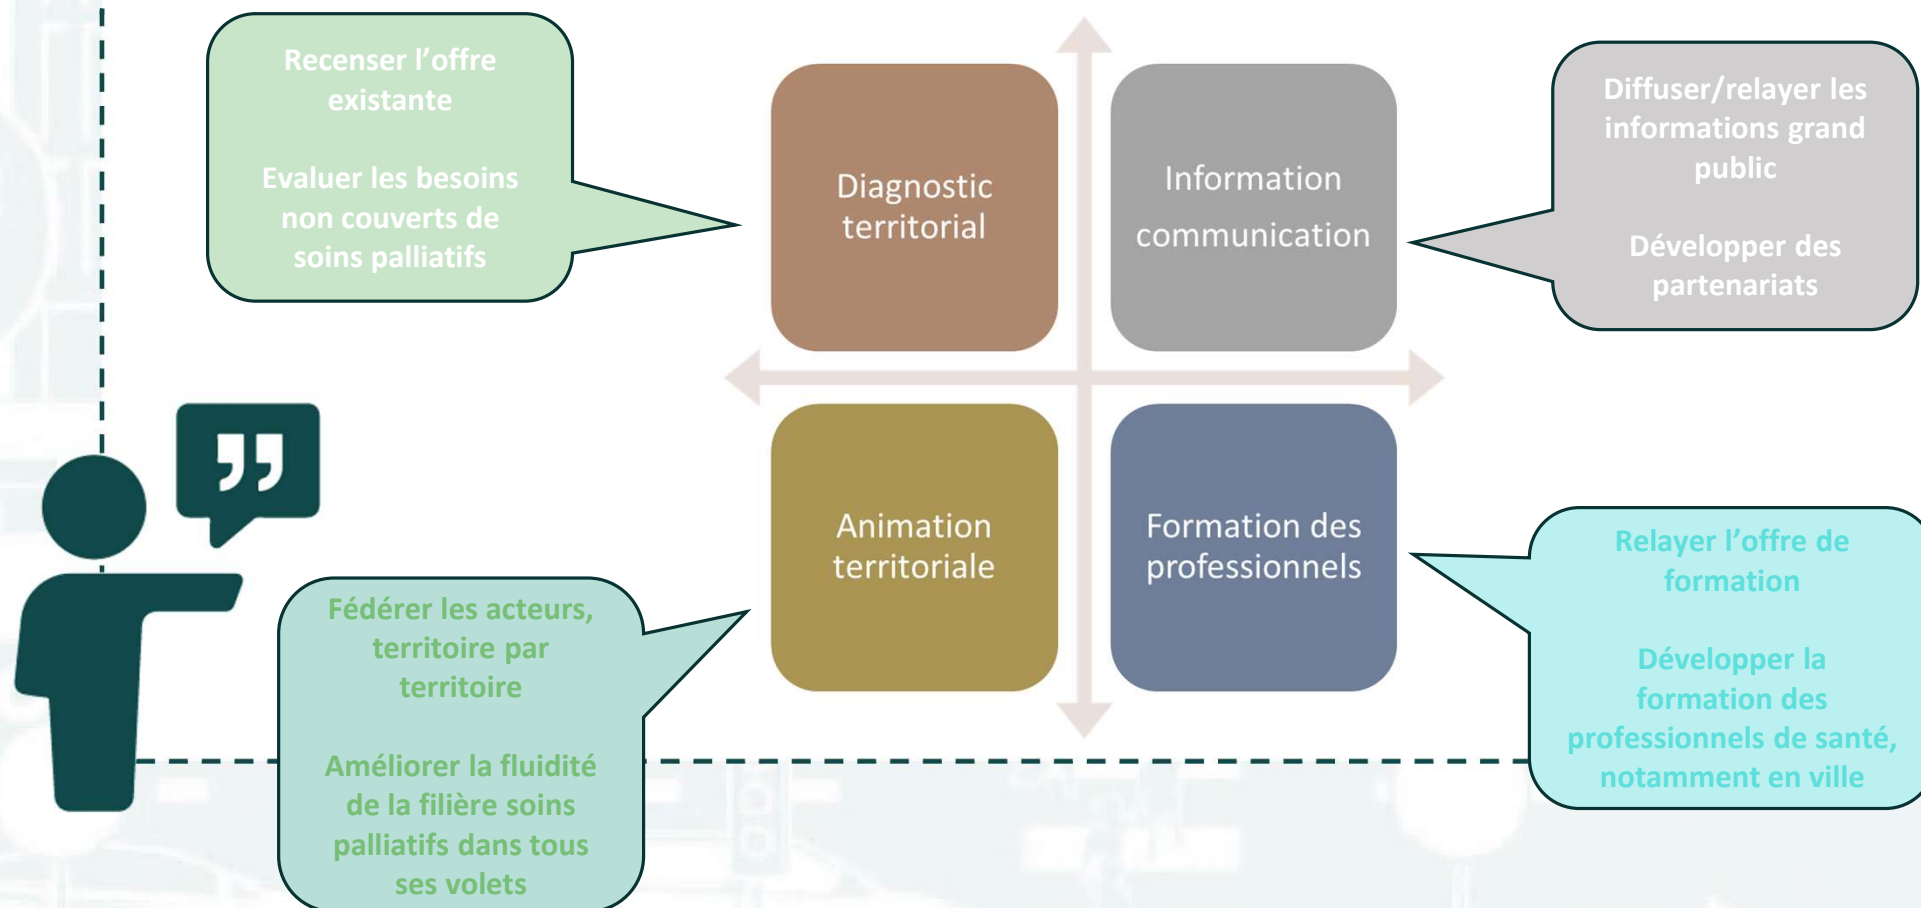 Recenser l’offre
existante
Evaluer les besoins
non couverts de
soins palliatifs
Diagnostic
territorial
Information
communication
Diffuser/relayer les
informations grand
public
Développer des
partenariats
Fédérer les acteurs,
territoire par
territoire
Améliorer la fluidité
de la filière soins
palliatifs dans tous
ses volets
Animation
territoriale
Formation des
professionnels
Relayer l’offre de
formation
Développer la
formation des
professionnels de santé,
notamment en ville